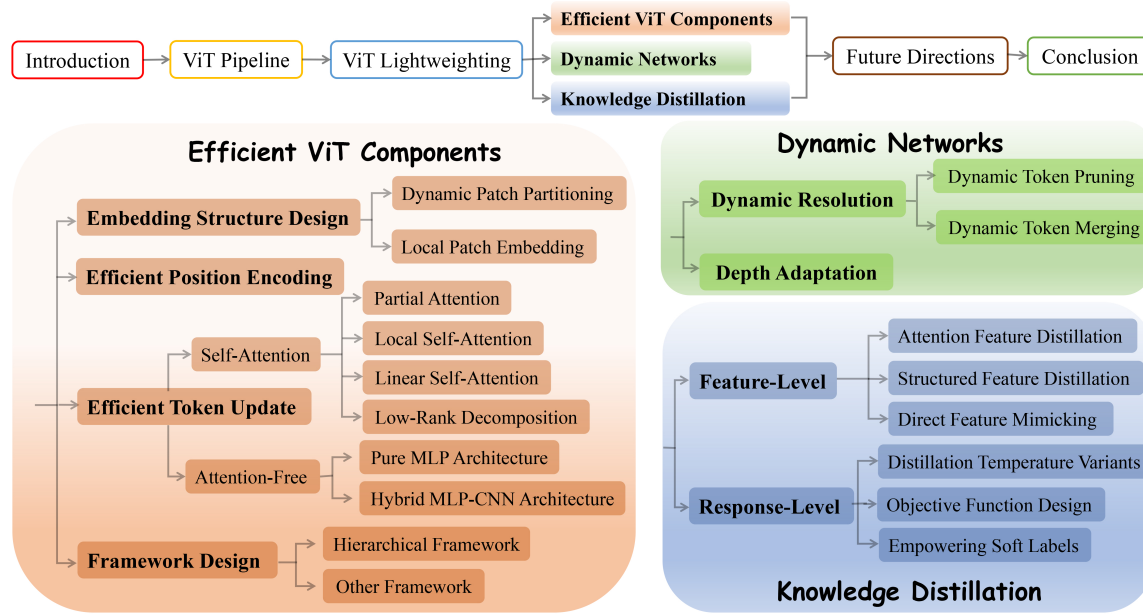 Introduction
ViT Pipeline
ViT Lightweighting
Efficient ViT Components
Dynamic Networks
Knowledge Distillation
Future Directions
Conclusion
Efficient ViT Components
Embedding Structure Design
Dynamic Patch Partitioning
Local Patch Embedding
Efficient Position Encoding
Efficient Token Update
Self-Attention
Partial Attention
Local Self-Attention
Linear Self-Attention
Low-Rank Decomposition
Attention-Free
Pure MLP Architecture
Hybrid MLP-CNN Architecture
Framework Design
Hierarchical Framework
Other Framework
Dynamic Networks
Dynamic Resolution
Dynamic Token Pruning
Dynamic Token Merging
Depth Adaptation
Feature-Level
Attention Feature Distillation
Structured Feature Distillation
Direct Feature Mimicking
Response-Level
Distillation Temperature Variants
Objective Function Design
Empowering Soft Labels
Knowledge Distillation